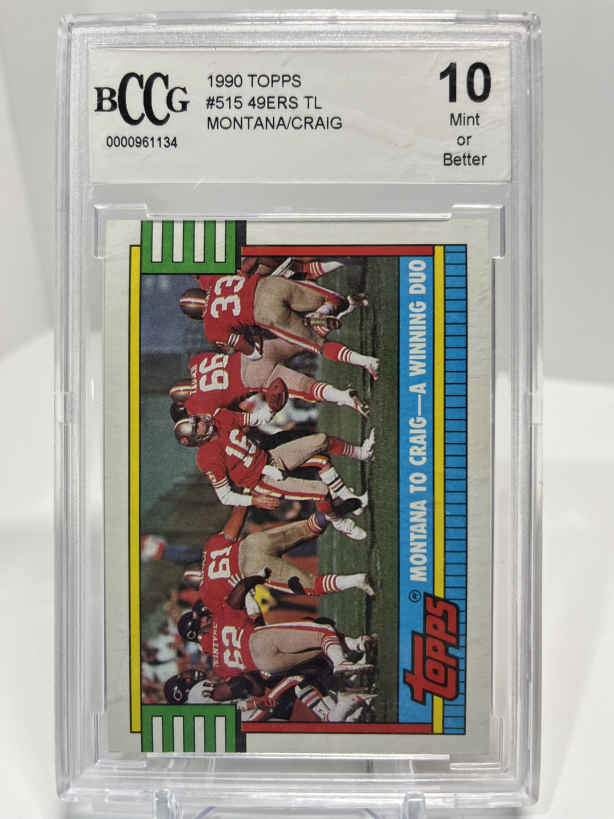 BCCG
0000961134
1990 TOPPS
#515 49ERS TL
MONTANA/CRAIG
10
Mint
or
Better
MONTANA TO CRAIG—A WINNING DUO
TOPPS
33
66
16
61
62